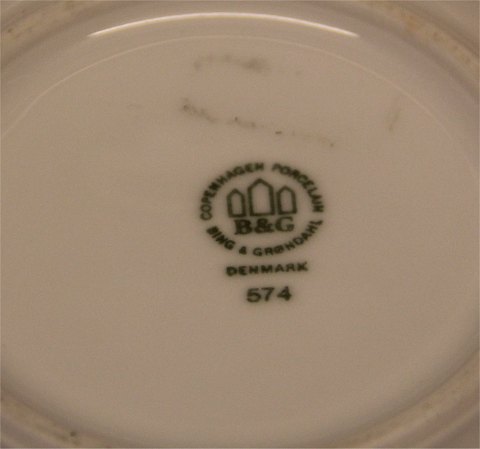 COPENHAGEN PORCELAIN
B&G
BING & GRØNDAHL
DENMARK
574